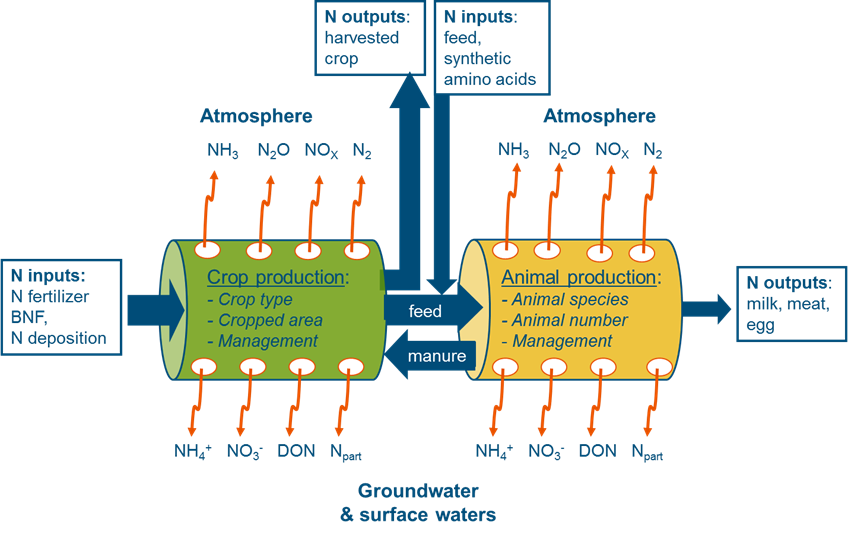 N outputs:
harvested
crop
N inputs:
feed,
synthetic
amino acids
Atmosphere
Atmosphere
NH₃ N₂O NOₓ N₂
NH₃ N₂O NOₓ N₂
N inputs:
N fertilizer
BNF,
N deposition
Crop production:
- Crop type
- Cropped area
- Management
feed
manure
Animal production:
- Animal species
- Animal number
- Management
N outputs:
milk, meat,
egg
NH₄⁺ NO₃⁻ DON Npart
NH₄⁺ NO₃⁻ DON Npart
Groundwater
& surface waters